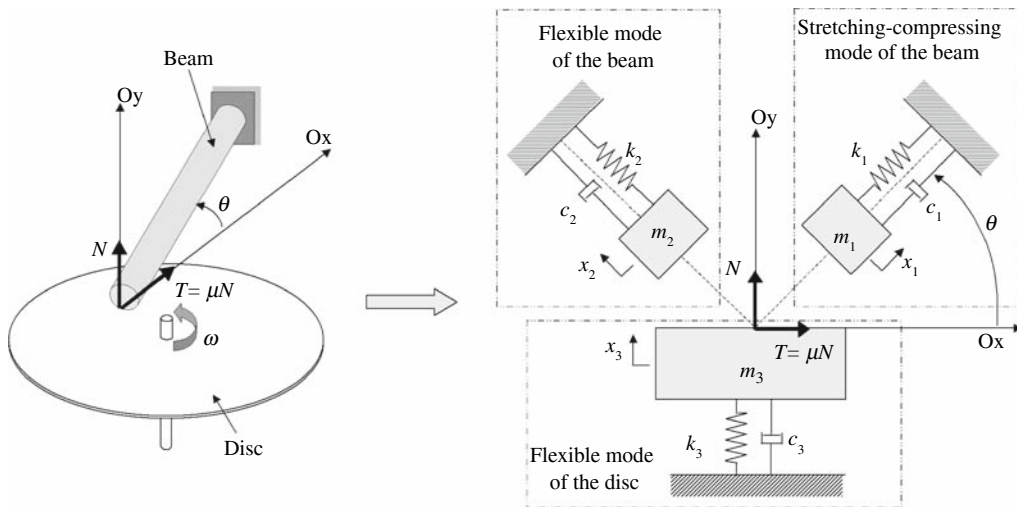 Beam
Oy
Ox
θ
N
T = μN
ω
Disc
Flexible mode
of the beam
k₂
c₂
m₂
x₂
Oy
N
Stretching-compressing
mode of the beam
k₁
c₁
m₁
x₁
θ
Ox
T = μN
x₃
m₃
k₃
c₃
Flexible mode
of the disc